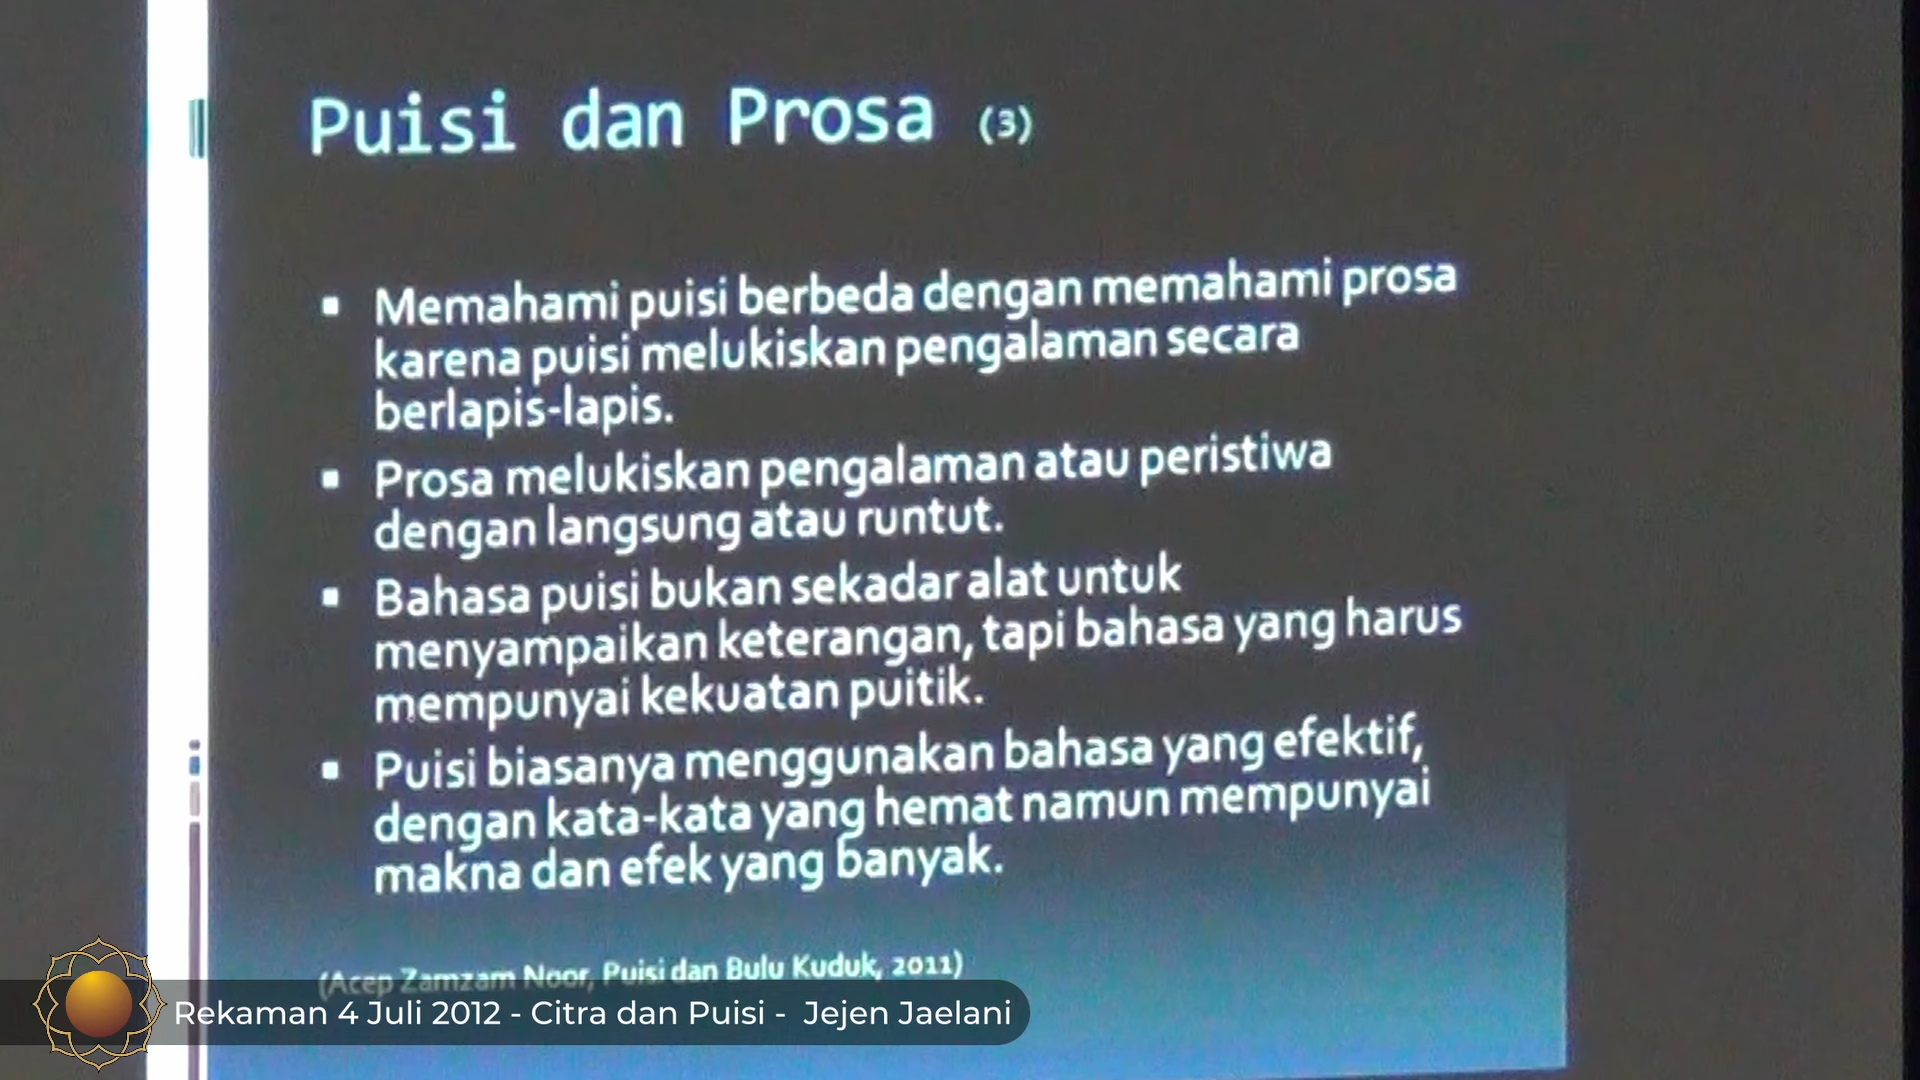 Puisi dan Prosa (3)
▪ Memahami puisi berbeda dengan memahami prosa
karena puisi melukiskan pengalaman secara
berlapis-lapis.
▪ Prosa melukiskan pengalaman atau peristiwa
dengan langsung atau runtut.
▪ Bahasa puisi bukan sekadar alat untuk
menyampaikan keterangan, tapi bahasa yang harus
mempunyai kekuatan puitik.
▪ Puisi biasanya menggunakan bahasa yang efektif,
dengan kata-kata yang hemat namun mempunyai
makna dan efek yang banyak.
(Acep Zamzam Noor, Puisi dan Bulu Kuduk, 2011)
Rekaman 4 Juli 2012 - Citra dan Puisi - Jejen Jaelani